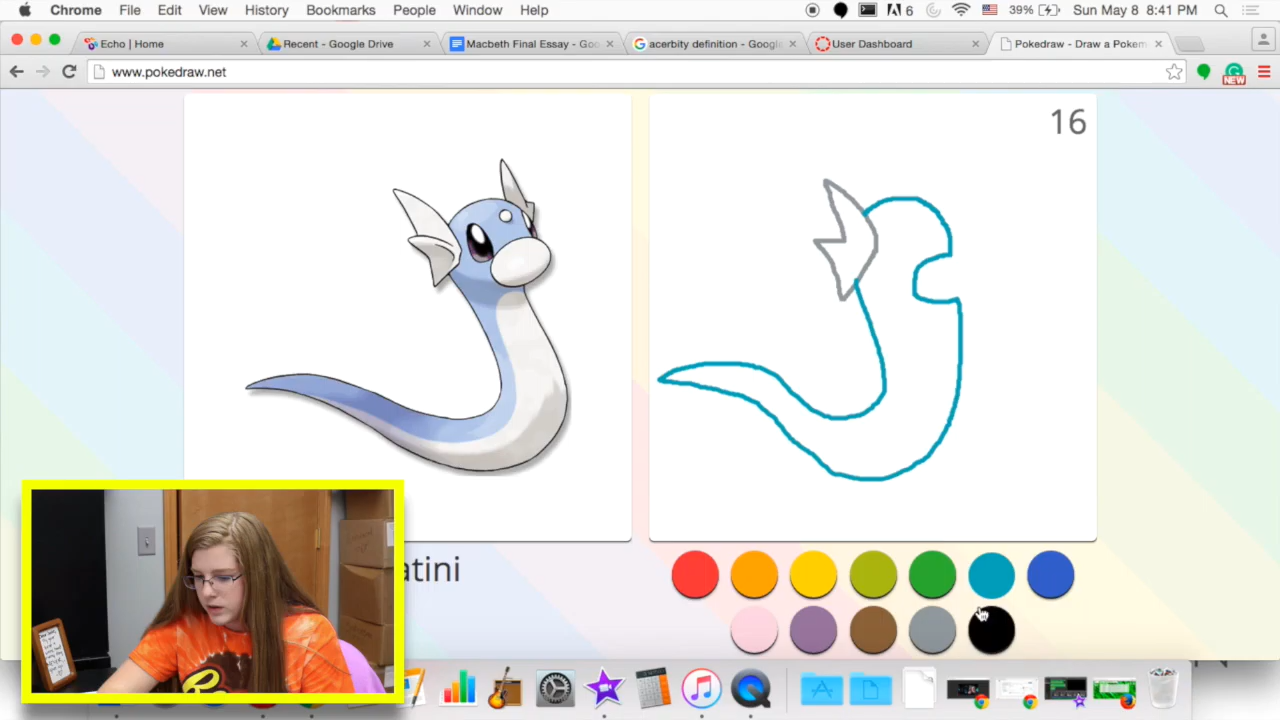 Chrome File Edit View History Bookmarks People Window Help 6 39% Sun May 8 8:41 PM
Echo | Home Recent - Google Drive Macbeth Final Essay - Goo acerbity definition - Google User Dashboard Pokedraw - Draw a Pokem
www.pokedraw.net NEW
16
atini